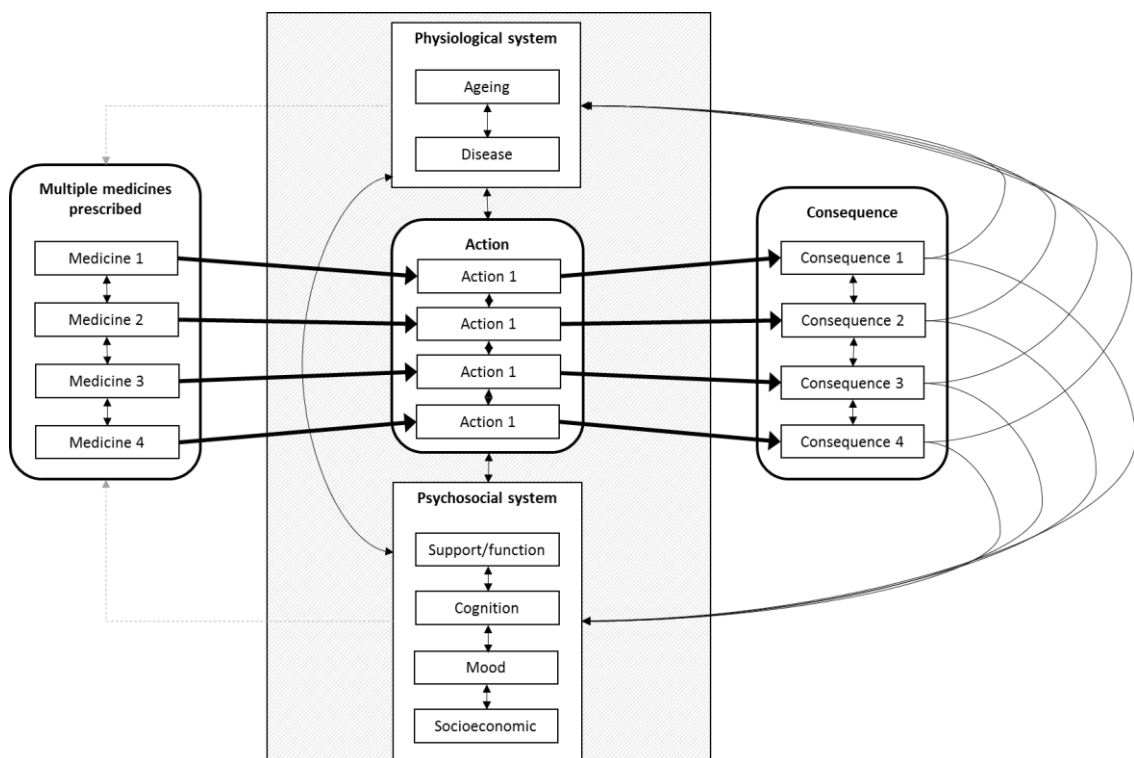 Physiological system
Ageing
Disease
Multiple medicines
prescribed
Medicine 1
Medicine 2
Medicine 3
Medicine 4
Action
Action 1
Action 1
Action 1
Action 1
Consequence
Consequence 1
Consequence 2
Consequence 3
Consequence 4
Psychosocial system
Support/function
Cognition
Mood
Socioeconomic